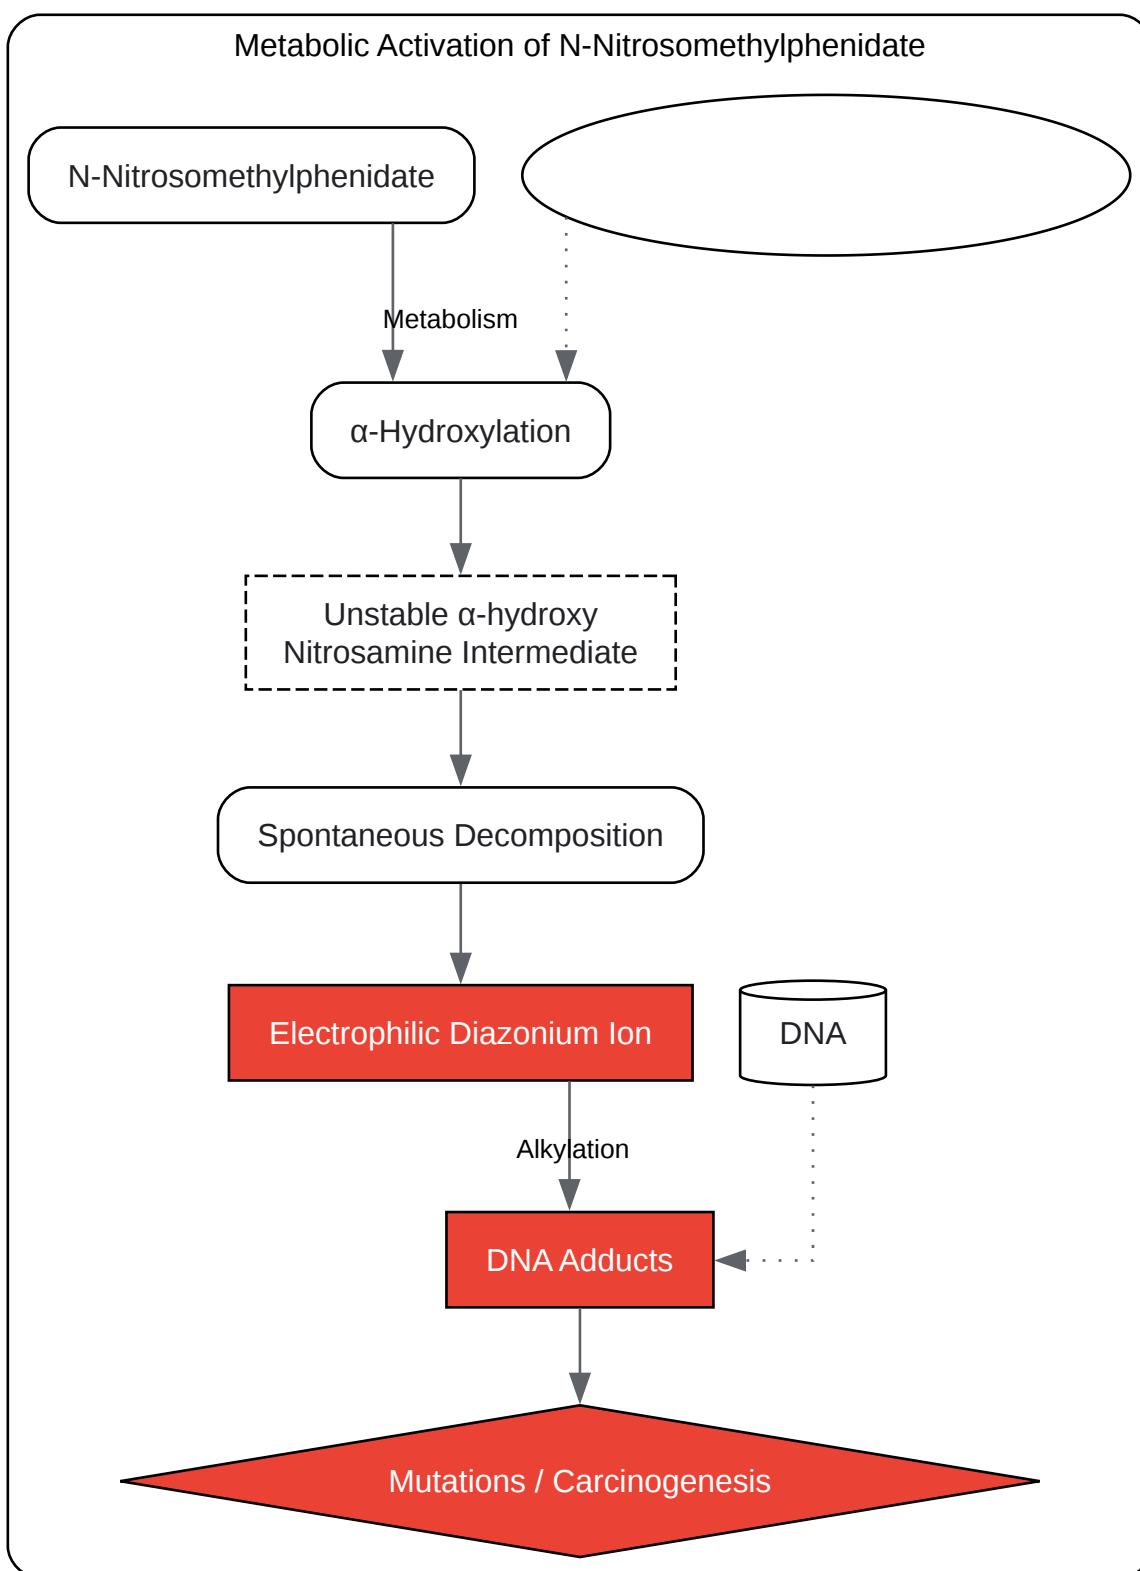 Metabolic Activation of N-Nitrosomethylphenidate
N-Nitrosomethylphenidate
Metabolism
α-Hydroxylation
Unstable α-hydroxy
Nitrosamine Intermediate
Spontaneous Decomposition
Electrophilic Diazonium Ion
DNA
Alkylation
DNA Adducts
Mutations / Carcinogenesis